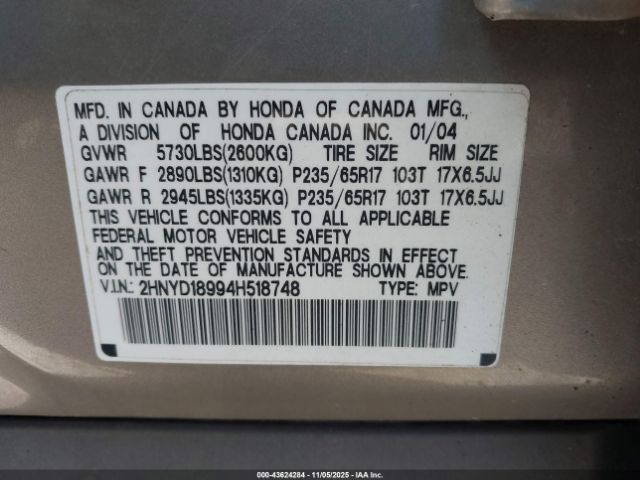 MFD. IN CANADA BY HONDA OF CANADA MFG.,
A DIVISION OF HONDA CANADA INC. 01/04
GVWR 5730LBS(2600KG) TIRE SIZE RIM SIZE
GAWR F 2890LBS(1310KG) P235/65R17 103T 17X6.5JJ
GAWR R 2945LBS(1335KG) P235/65R17 103T 17X6.5JJ
THIS VEHICLE CONFORMS TO ALL APPLICABLE
FEDERAL MOTOR VEHICLE SAFETY
AND THEFT PREVENTION STANDARDS IN EFFECT
ON THE DATE OF MANUFACTURE SHOWN ABOVE.
V.I.N.: 2HNYD18994H518748 TYPE: MPV
000-43624284 - 11/05/2025 - IAA, Inc.